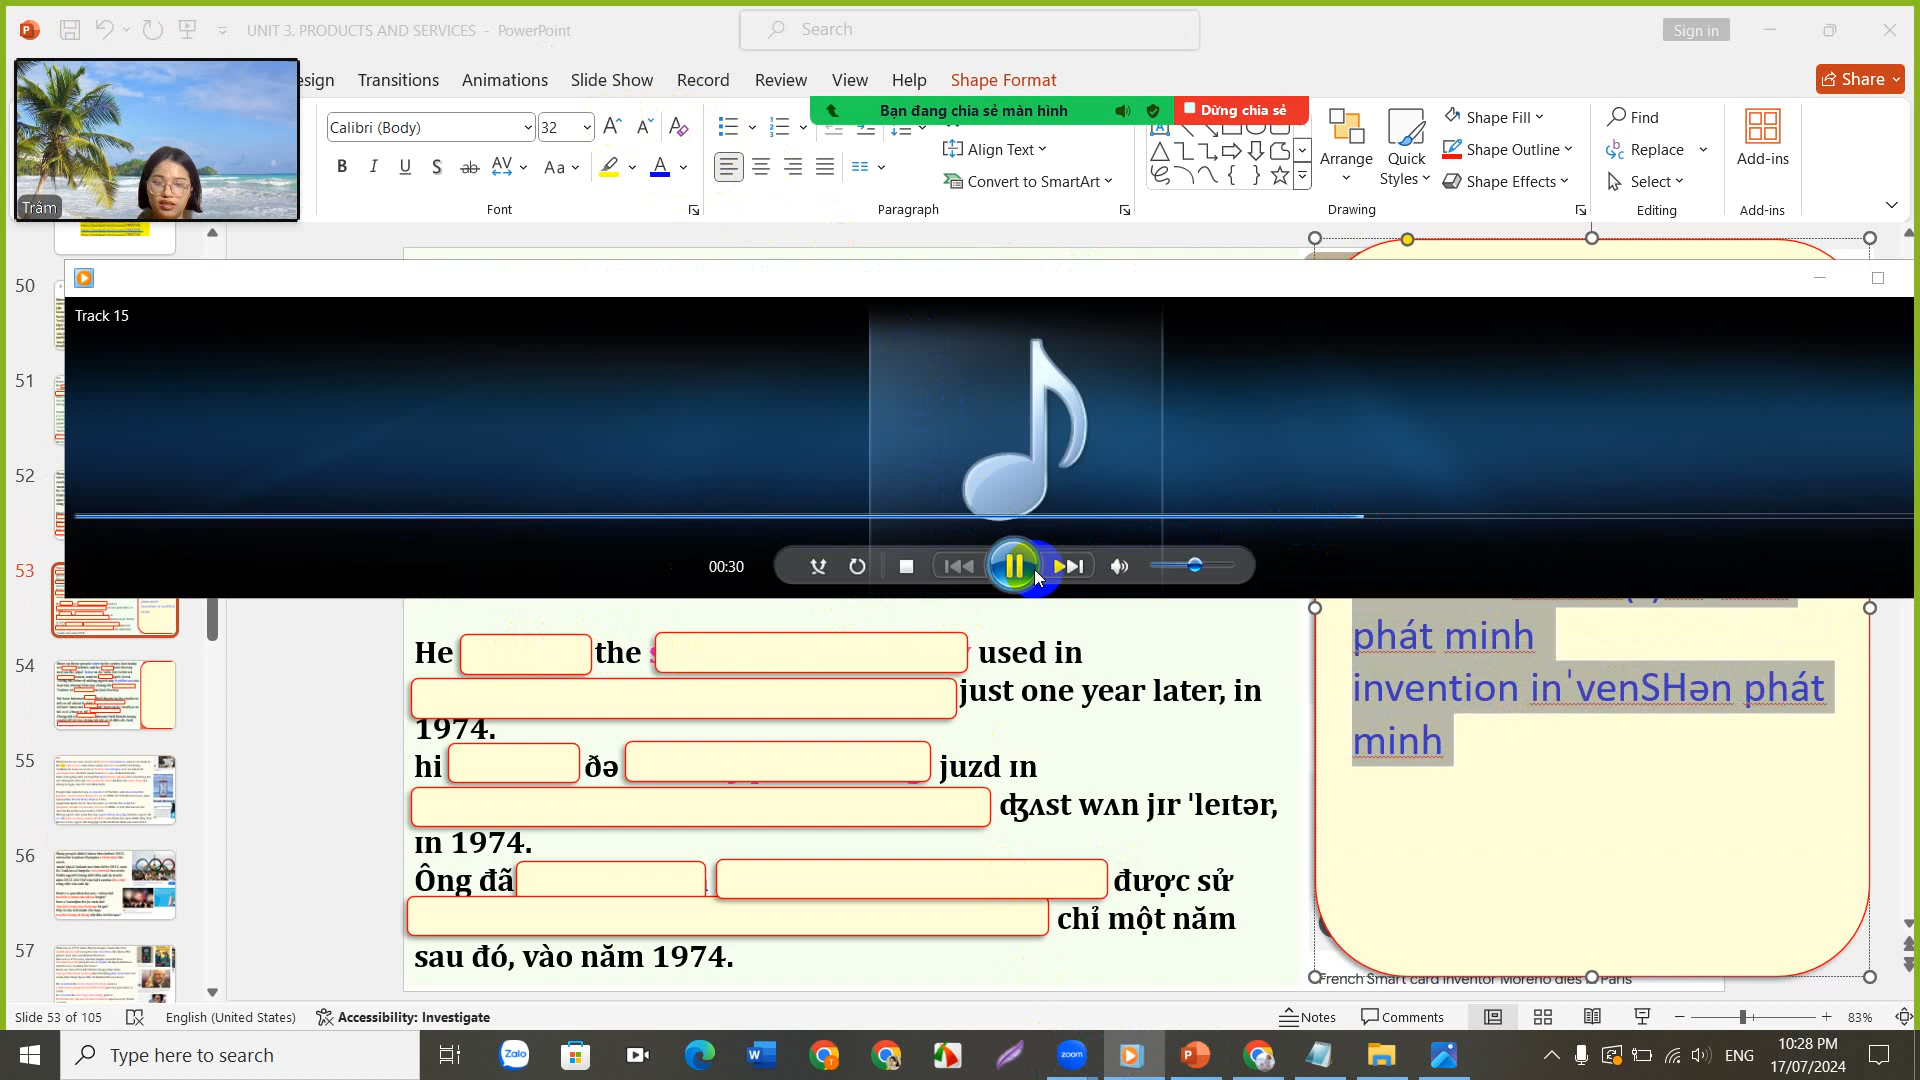 UNIT 3. PRODUCTS AND SERVICES - PowerPoint
Search
Sign in
esign
Transitions
Animations
Slide Show
Record
Review
View
Help
Shape Format
Share
Trâm
Bạn đang chia sẻ màn hình
Dừng chia sẻ
Calibri (Body)
32
Align Text
Convert to SmartArt
Arrange
Quick
Styles
Shape Fill
Shape Outline
Shape Effects
Find
Replace
Select
Add-ins
Font
Paragraph
Drawing
Editing
Add-ins
50
51
52
53
54
55
56
57
Track 15
00:30
He the used in
just one year later, in
1974.
hi ðə juzd ɪn
ʤʌst wʌn jɪr ˈleɪtər,
ɪn 1974.
Ông đã được sử
chỉ một năm
sau đó, vào năm 1974.
phát minh
invention inˈvenSHən phát
minh
French Smart card inventor Moreno dies in Paris
Slide 53 of 105
English (United States)
Accessibility: Investigate
Notes
Comments
83%
Type here to search
Zalo
zoom
ENG
10:28 PM
17/07/2024